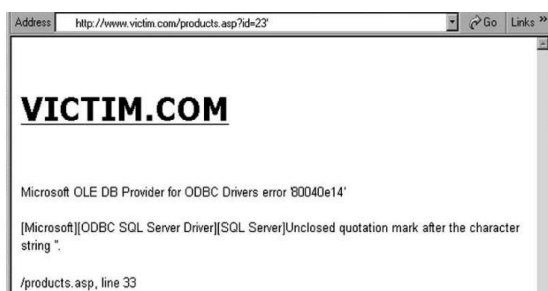 Address http://www.victim.com/products.asp?id=23' Go Links »
VICTIM.COM
Microsoft OLE DB Provider for ODBC Drivers error '80040e14'
[Microsoft][ODBC SQL Server Driver][SQL Server]Unclosed quotation mark after the character
string ''.
/products.asp, line 33